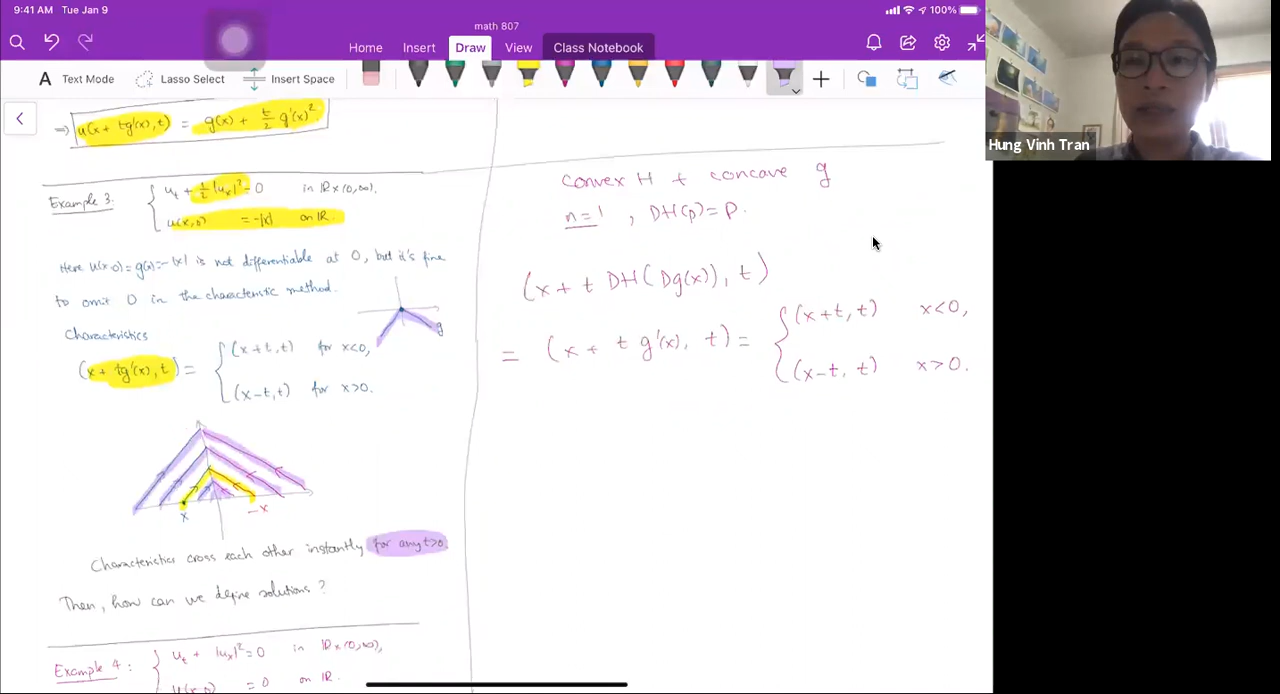 9:41 AM Tue Jan 9
100%
math 807
Home Insert Draw View Class Notebook
A Text Mode Lasso Select Insert Space
Hung Vinh Tran
⇒ u(x + tg'(x), t) = g(x) + t/2 g'(x)².
Example 3. { u_t + 1/2 |u_x|² = 0 in ℝ×(0,∞),
u(x,0) = -|x| on ℝ.
Here u(x,0)=g(x)=-|x| is not differentiable at 0, but it's fine
to omit 0 in the characteristic method.
g
Characteristics
(x + tg'(x), t) = { (x+t, t) for x<0,
(x-t, t) for x>0.
x -x
Characteristics cross each other instantly for any t>0.
Then, how can we define solutions?
Example 4: { u_t + |u_x|² = 0 in ℝ×(0,∞),
u(x,0) = 0 on ℝ.
Convex H + concave g
n=1, DH(p)=p.
(x + t DH(Dg(x)), t)
= (x + t g'(x), t) = { (x+t, t) x<0,
(x-t, t) x>0.